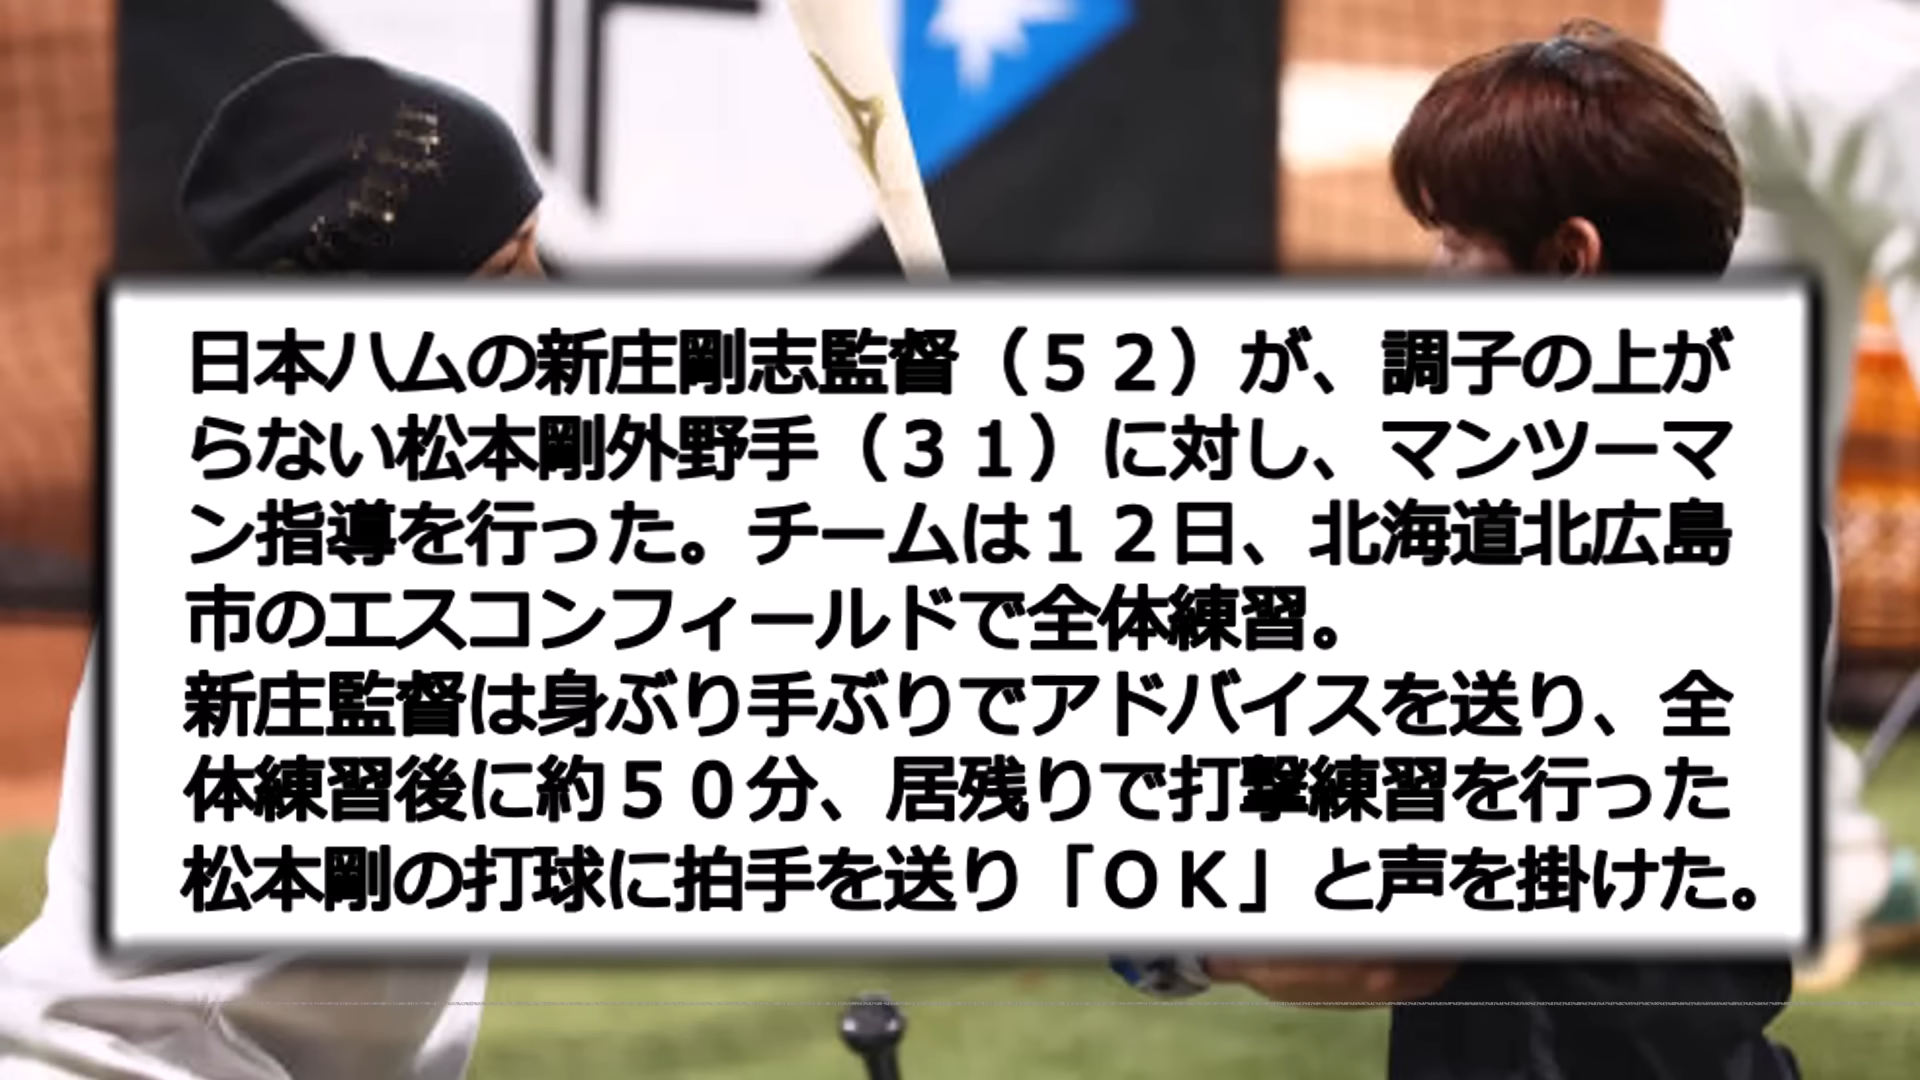 日本ハムの新庄剛志監督（５２）が、調子の上が
らない松本剛外野手（３１）に対し、マンツーマ
ン指導を行った。チームは１２日、北海道北広島
市のエスコンフィールドで全体練習。
新庄監督は身ぶり手ぶりでアドバイスを送り、全
体練習後に約５０分、居残りで打撃練習を行った
松本剛の打球に拍手を送り「ＯＫ」と声を掛けた。